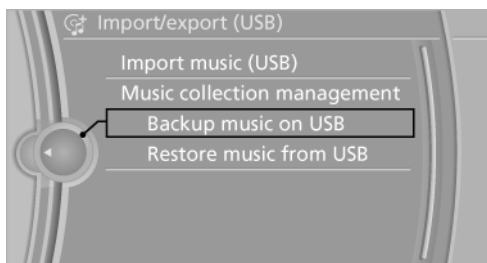 Import/export (USB)
Import music (USB)
Music collection management
Backup music on USB
Restore music from USB